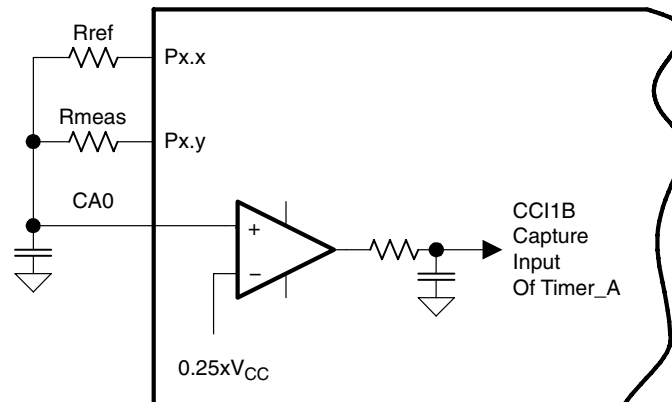 Rref
Px.x
Rmeas
Px.y
CA0
+
−
CCI1B
Capture
Input
Of Timer_A
0.25xVCC